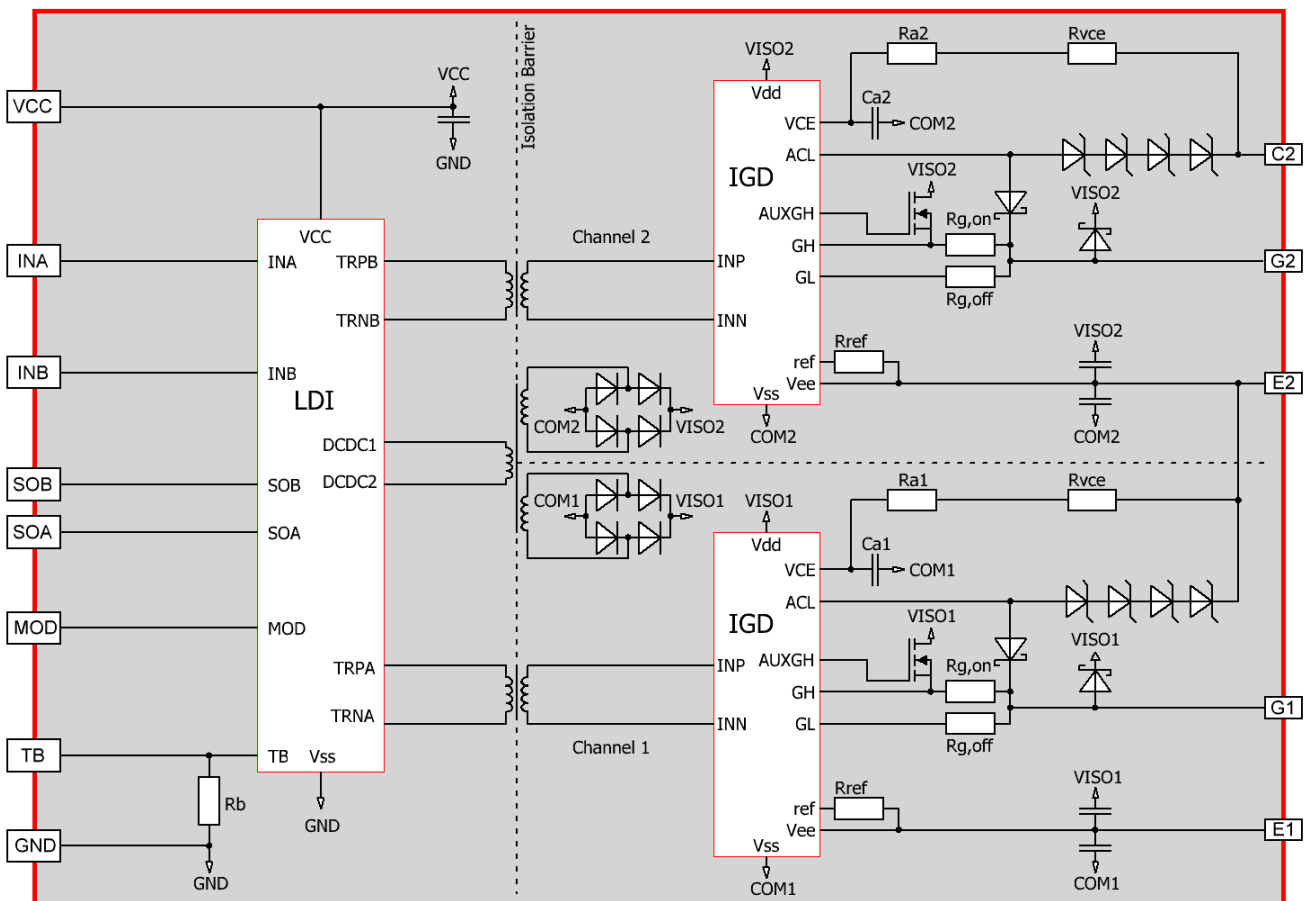 VCC
VCC
GND
Isolation Barrier
VCC
INA
INA
INB
INB
LDI
SOB
SOB
SOA
SOA
MOD
MOD
TB
TB
Vss
GND
Rb
GND
GND
TRPB
TRNB
DCDC1
DCDC2
TRPA
TRNA
Channel 2
COM2
VISO2
COM1
VISO1
Channel 1
VISO2
Vdd
IGD
VCE
ACL
AUXGH
GH
GL
INP
INN
ref
Vee
Vss
COM2
Ra2
Rvce
Ca2
COM2
VISO2
Rg,on
Rg,off
VISO2
Rref
VISO2
COM2
C2
G2
E2
VISO1
Vdd
IGD
VCE
ACL
AUXGH
GH
GL
INP
INN
ref
Vee
Vss
COM1
Ra1
Rvce
Ca1
COM1
VISO1
Rg,on
Rg,off
VISO1
Rref
VISO1
COM1
G1
E1